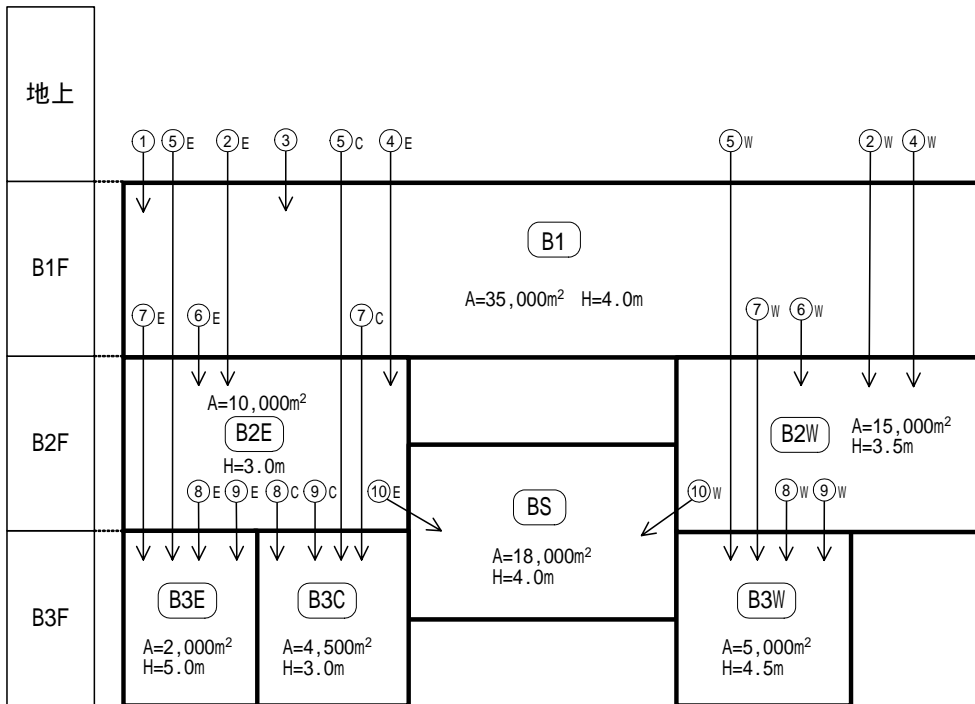 地上
① ⑤E ②E ③ ⑤C ④E ⑤W ②W ④W
B1F
B1
A=35,000m² H=4.0m
⑦E ⑥E ⑦C ⑦W ⑥W
B2F
A=10,000m²
B2E
H=3.0m
B2W
A=15,000m²
H=3.5m
⑧E ⑨E ⑧C ⑨C ⑩E ⑩W ⑧W ⑨W
BS
A=18,000m²
H=4.0m
B3F
B3E
A=2,000m²
H=5.0m
B3C
A=4,500m²
H=3.0m
B3W
A=5,000m²
H=4.5m